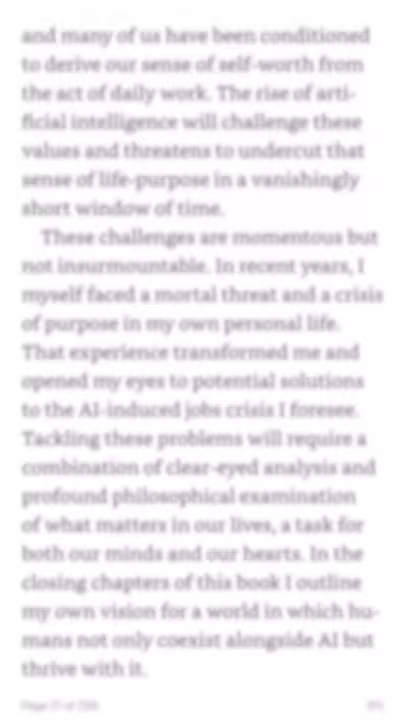 and many of us have been conditioned
to derive our sense of self-worth from
the act of daily work. The rise of arti-
ficial intelligence will challenge these
values and threatens to undercut that
sense of life-purpose in a vanishingly
short window of time.
These challenges are momentous but
not insurmountable. In recent years, I
myself faced a mortal threat and a crisis
of purpose in my own personal life.
That experience transformed me and
opened my eyes to potential solutions
to the AI-induced jobs crisis I foresee.
Tackling these problems will require a
combination of clear-eyed analysis and
profound philosophical examination
of what matters in our lives, a task for
both our minds and our hearts. In the
closing chapters of this book I outline
my own vision for a world in which hu-
mans not only coexist alongside AI but
thrive with it.
Page